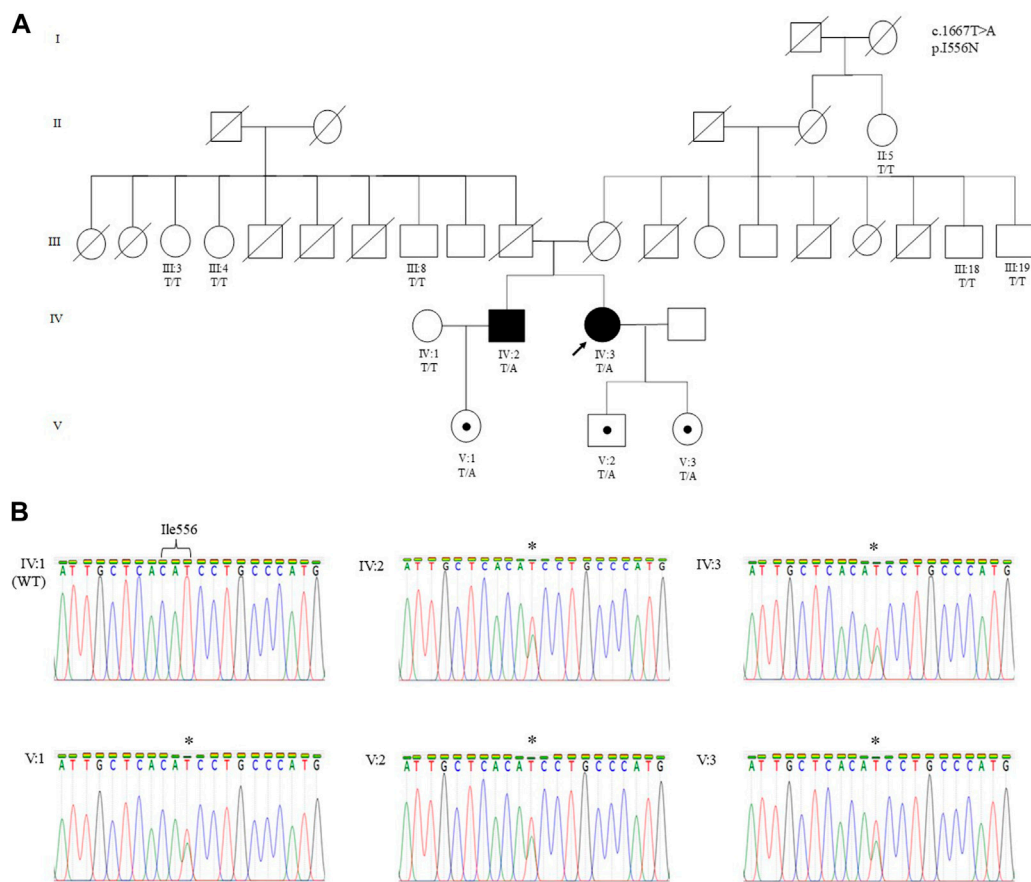 A
I
c.1667T>A
p.I556N
II
II:5
T/T
III
III:3
T/T
III:4
T/T
III:8
T/T
III:18
T/T
III:19
T/T
IV
IV:1
T/T
IV:2
T/A
IV:3
T/A
V
V:1
T/A
V:2
T/A
V:3
T/A
B
Ile556
IV:1
(WT)
ATTGCTCACATCCTGCCCATG
IV:2
*
ATTGCTCACATCCTGCCCATG
IV:3
*
ATTGCTCACATCCTGCCCATG
V:1
*
ATTGCTCACATCCTGCCCATG
V:2
*
ATTGCTCACATCCTGCCCATG
V:3
*
ATTGCTCACATCCTGCCCATG